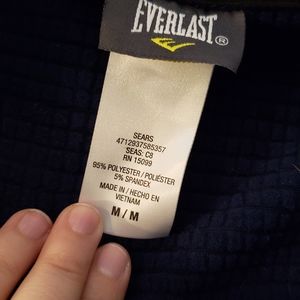 EVERLAST®
SEARS
4712937585357
SEAS: C8
RN 15099
95% POLYESTER / POLIÉSTER
5% SPANDEX
MADE IN / HECHO EN
VIETNAM
M / M